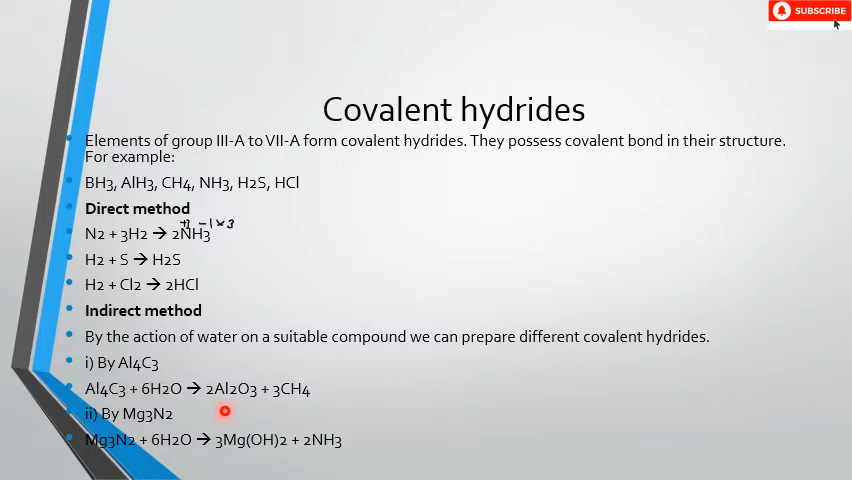 SUBSCRIBE
Covalent hydrides
Elements of group III-A to VII-A form covalent hydrides. They possess covalent bond in their structure.
For example:
BH3, AlH3, CH4, NH3, H2S, HCl
Direct method
+3 -1×3
N2 + 3H2 → 2NH3
H2 + S → H2S
H2 + Cl2 → 2HCl
Indirect method
By the action of water on a suitable compound we can prepare different covalent hydrides.
i) By Al4C3
Al4C3 + 6H2O → 2Al2O3 + 3CH4
ii) By Mg3N2
Mg3N2 + 6H2O → 3Mg(OH)2 + 2NH3